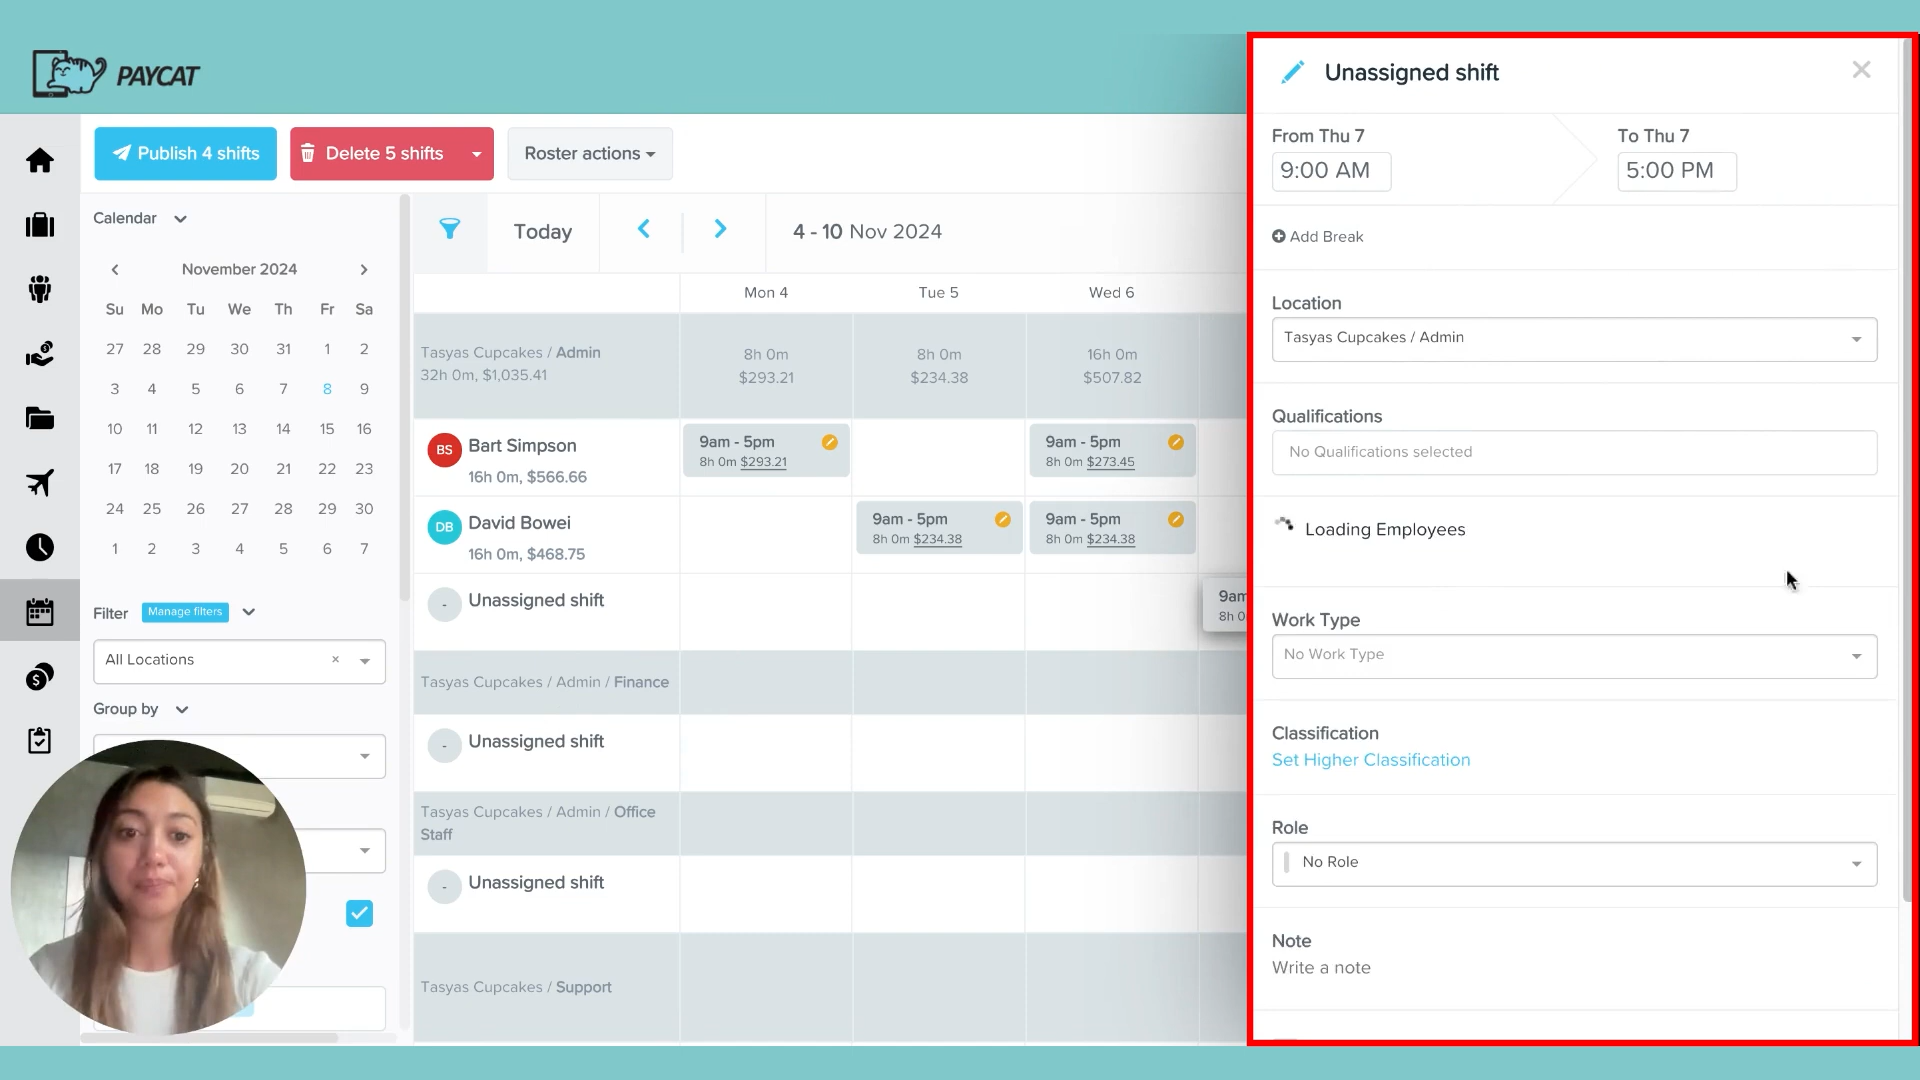 PAYCAT
Publish 4 shifts
Delete 5 shifts
Roster actions
Calendar
November 2024
Su Mo Tu We Th Fr Sa
27 28 29 30 31 1 2
3 4 5 6 7 8 9
10 11 12 13 14 15 16
17 18 19 20 21 22 23
24 25 26 27 28 29 30
1 2 3 4 5 6 7
Filter Manage filters
All Locations ×
Group by
Today
4 - 10 Nov 2024
Mon 4 Tue 5 Wed 6
Tasyas Cupcakes / Admin
32h 0m, $1,035.41
8h 0m
$293.21
8h 0m
$234.38
16h 0m
$507.82
BS Bart Simpson
16h 0m, $566.66
9am - 5pm
8h 0m $293.21
9am - 5pm
8h 0m $273.45
DB David Bowei
16h 0m, $468.75
9am - 5pm
8h 0m $234.38
9am - 5pm
8h 0m $234.38
- Unassigned shift
9am
8h 0
Tasyas Cupcakes / Admin / Finance
- Unassigned shift
Tasyas Cupcakes / Admin / Office
Staff
- Unassigned shift
Tasyas Cupcakes / Support
Unassigned shift
From Thu 7
9:00 AM
To Thu 7
5:00 PM
Add Break
Location
Tasyas Cupcakes / Admin
Qualifications
No Qualifications selected
Loading Employees
Work Type
No Work Type
Classification
Set Higher Classification
Role
No Role
Note
Write a note